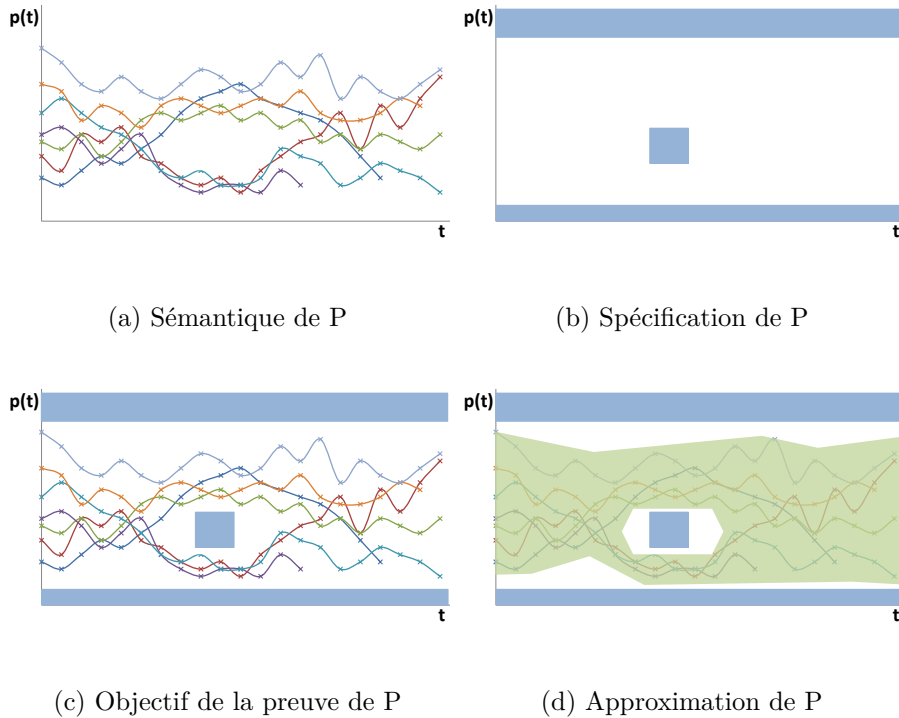 p(t)
t
(a) Sémantique de P
p(t)
t
(b) Spécification de P
p(t)
t
(c) Objectif de la preuve de P
p(t)
t
(d) Approximation de P